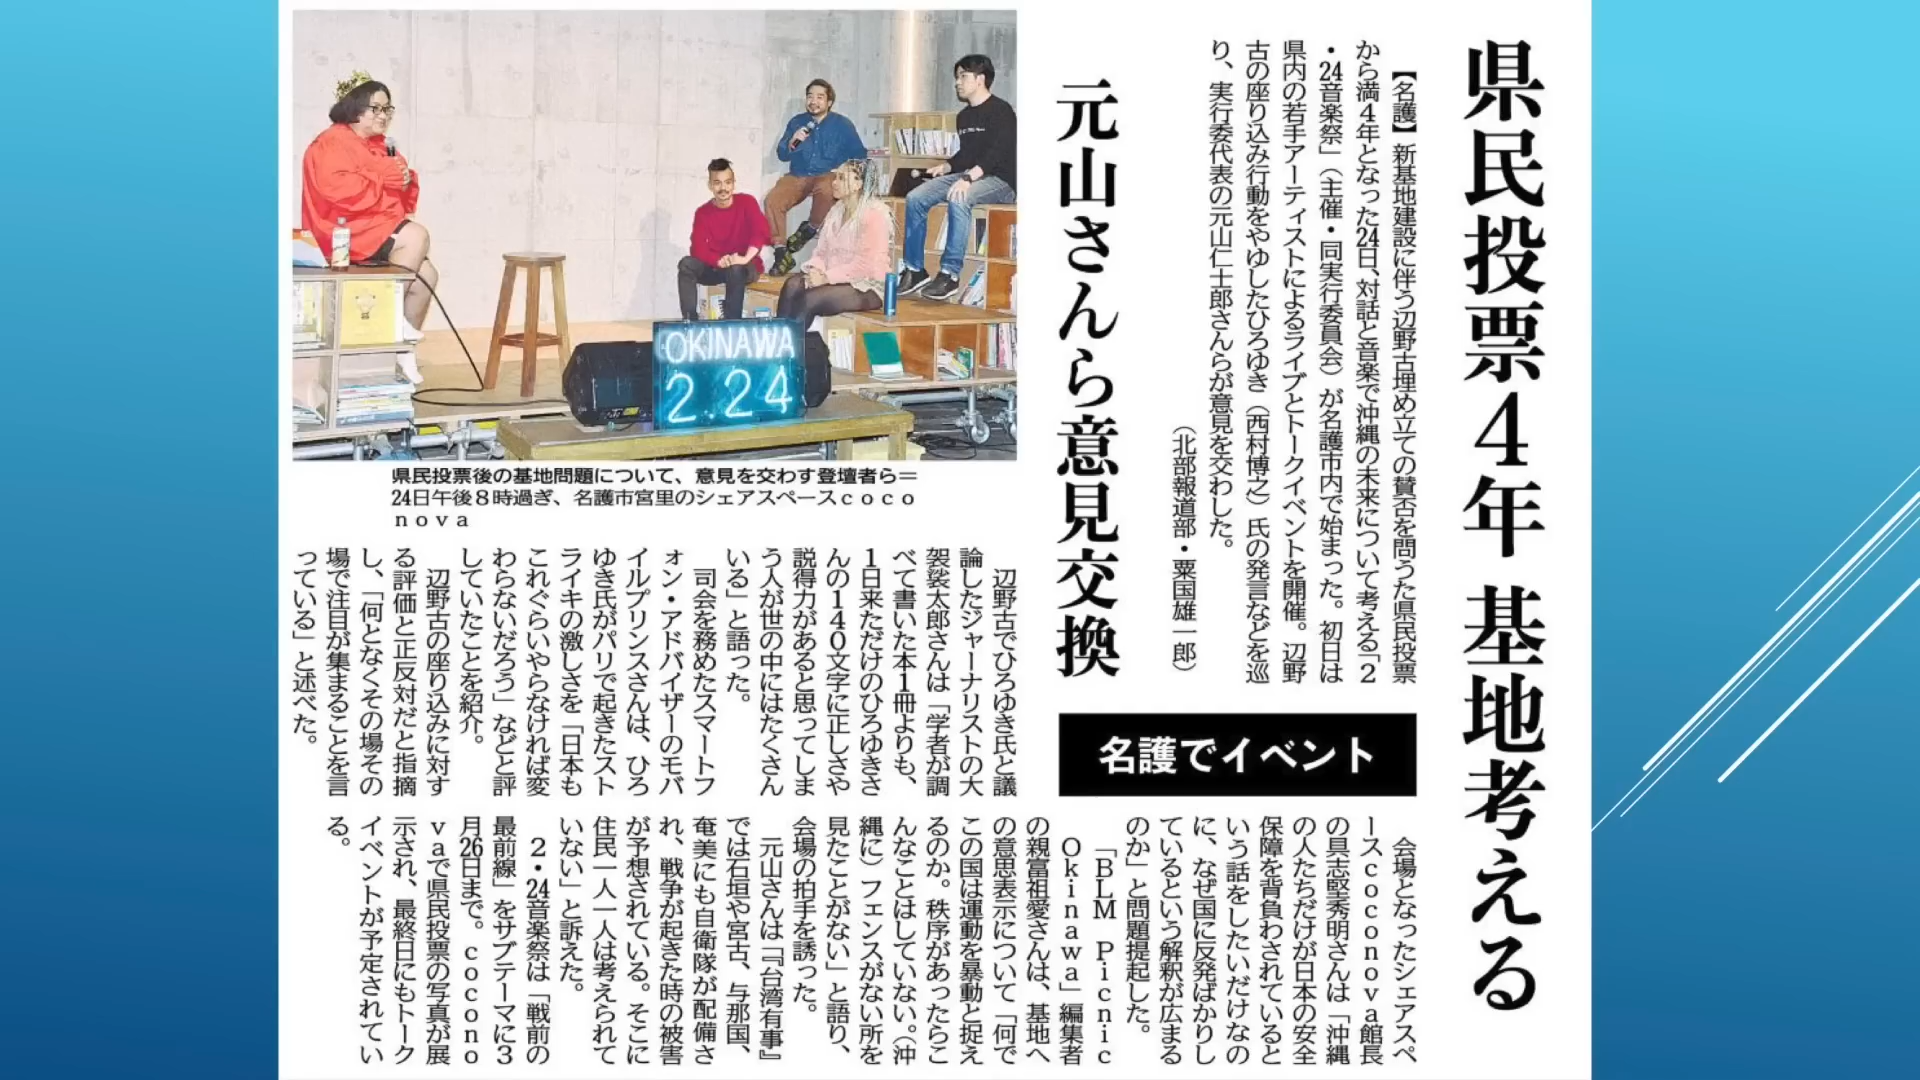 県民投票4年 基地考える
元山さんら意見交換
名護でイベント
【名護】新基地建設に伴う辺野古埋め立ての賛否を問うた県民投票
から満4年となった24日、対話と音楽で沖縄の未来について考える「2
・24音楽祭」(主催・同実行委員会)が名護市内で始まった。初日は
県内の若手アーティストによるライブとトークイベントを開催。辺野
古の座り込み行動をやゆしたひろゆき(西村博之)氏の発言などを巡
り、実行委代表の元山仁士郎さんらが意見を交わした。
(北部報道部・粟国雄一郎)
OKINAWA
2.24
県民投票後の基地問題について、意見を交わす登壇者ら=
24日午後8時過ぎ、名護市宮里のシェアスペースcoco
nova
辺野古でひろゆき氏と議
論したジャーナリストの大
袈裟太郎さんは「学者が調
べて書いた本1冊よりも、
1日来ただけのひろゆきさ
んの140文字に正しさや
説得力があると思ってしま
う人が世の中にはたくさん
いる」と語った。
司会を務めたスマートフ
ォン・アドバイザーのモバ
イルプリンスさんは、ひろ
ゆき氏がパリで起きたスト
ライキの激しさを「日本も
これぐらいやらなければ変
わらないだろう」などと評
していたことを紹介。
辺野古の座り込みに対す
る評価と正反対だと指摘
し、「何となくその場その
場で注目が集まることを言
っている」と述べた。
会場となったシェアスペ
ースcoconova館長
の具志堅秀明さんは「沖縄
の人たちだけが日本の安全
保障を背負わされていると
いう話をしたいだけなの
に、なぜ国に反発ばかりし
ているという解釈が広まる
のか」と問題提起した。
「BLM Picnic
Okinawa」編集者
の親富祖愛さんは、基地へ
の意思表示について「何で
この国は運動を暴動と捉え
るのか。秩序があったらこ
んなことはしていない。(沖
縄に)フェンスがない所を
見たことがない」と語り、
会場の拍手を誘った。
元山さんは「『台湾有事』
では石垣や宮古、与那国、
奄美にも自衛隊が配備さ
れ、戦争が起きた時の被害
が予想されている。そこに
住民一人一人は考えられて
いない」と訴えた。
2・24音楽祭は「戦前の
最前線」をサブテーマに3
月26日まで。cocono
vaで県民投票の写真が展
示され、最終日にもトーク
イベントが予定されてい
る。